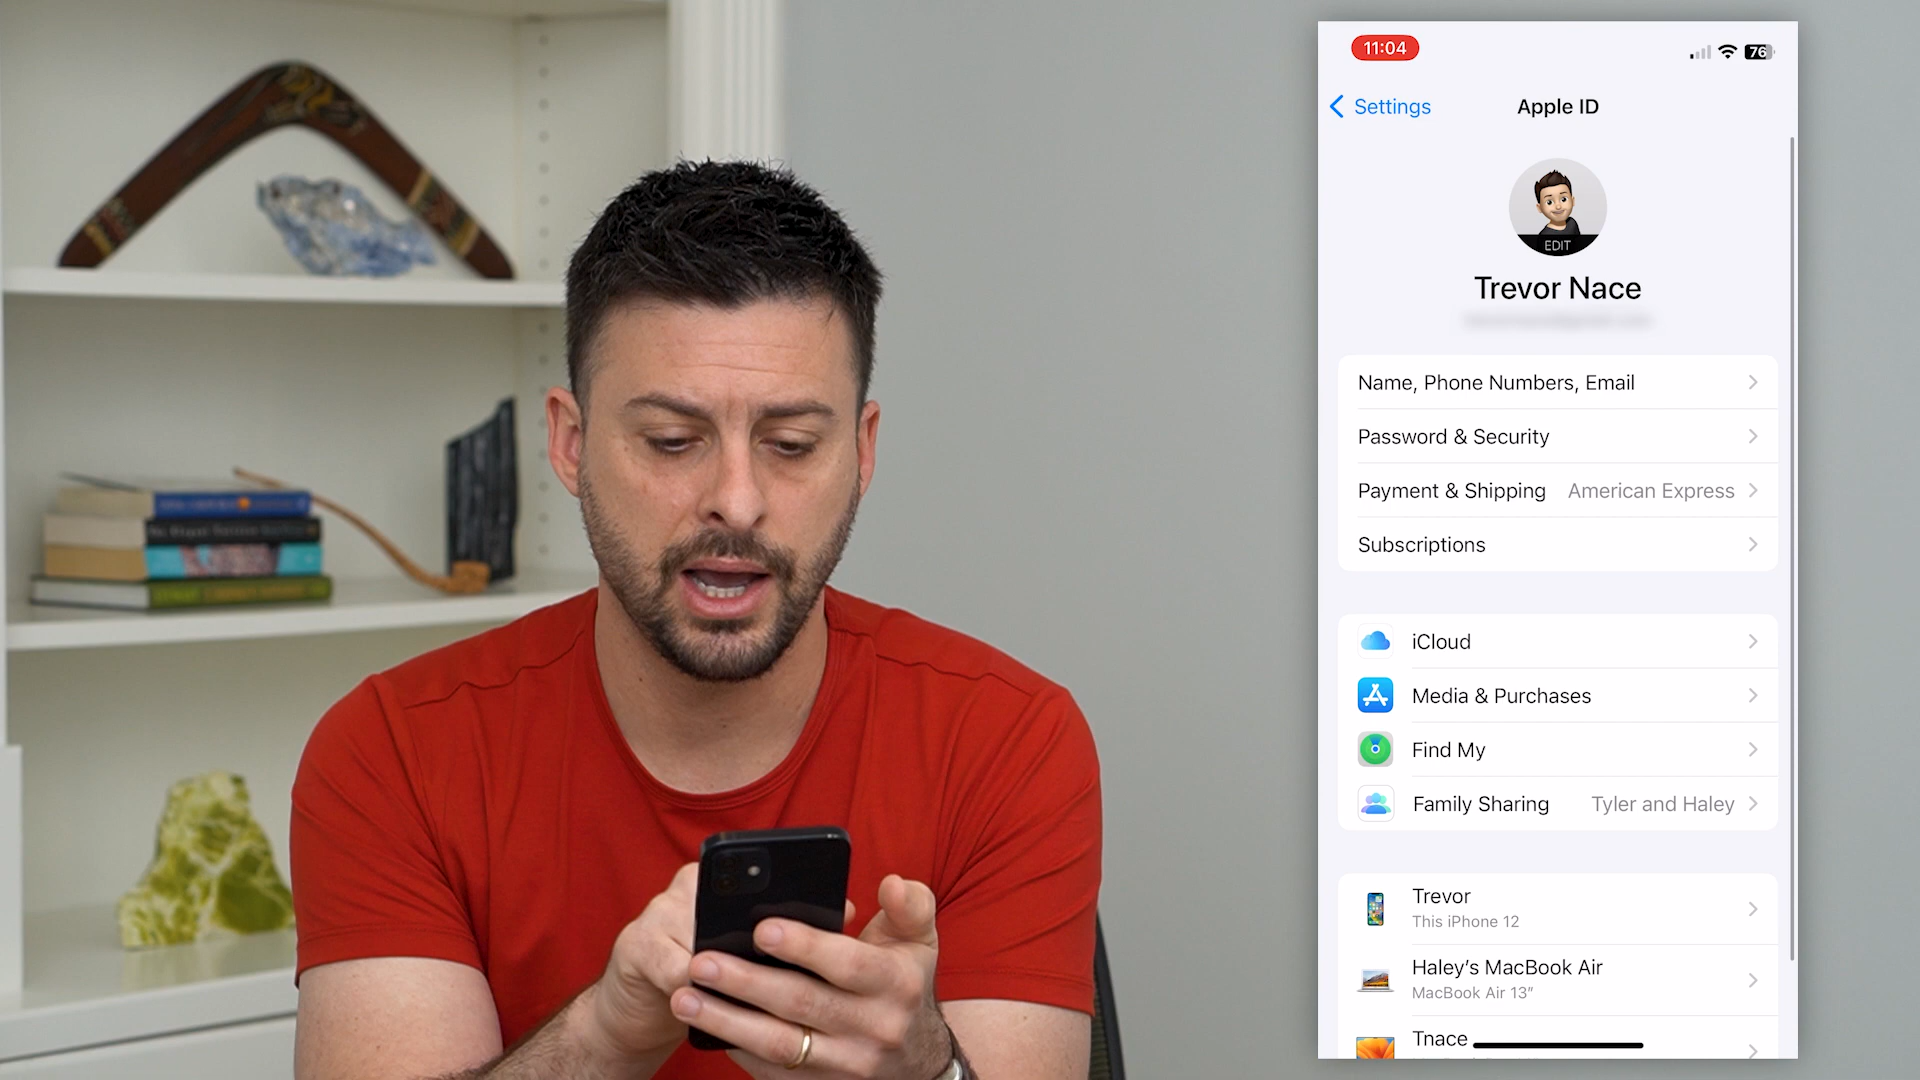 11:04
76
Settings
Apple ID
EDIT
Trevor Nace
Name, Phone Numbers, Email
Password & Security
Payment & Shipping American Express
Subscriptions
iCloud
Media & Purchases
Find My
Family Sharing Tyler and Haley
Trevor
This iPhone 12
Haley’s MacBook Air
MacBook Air 13”
Tnace